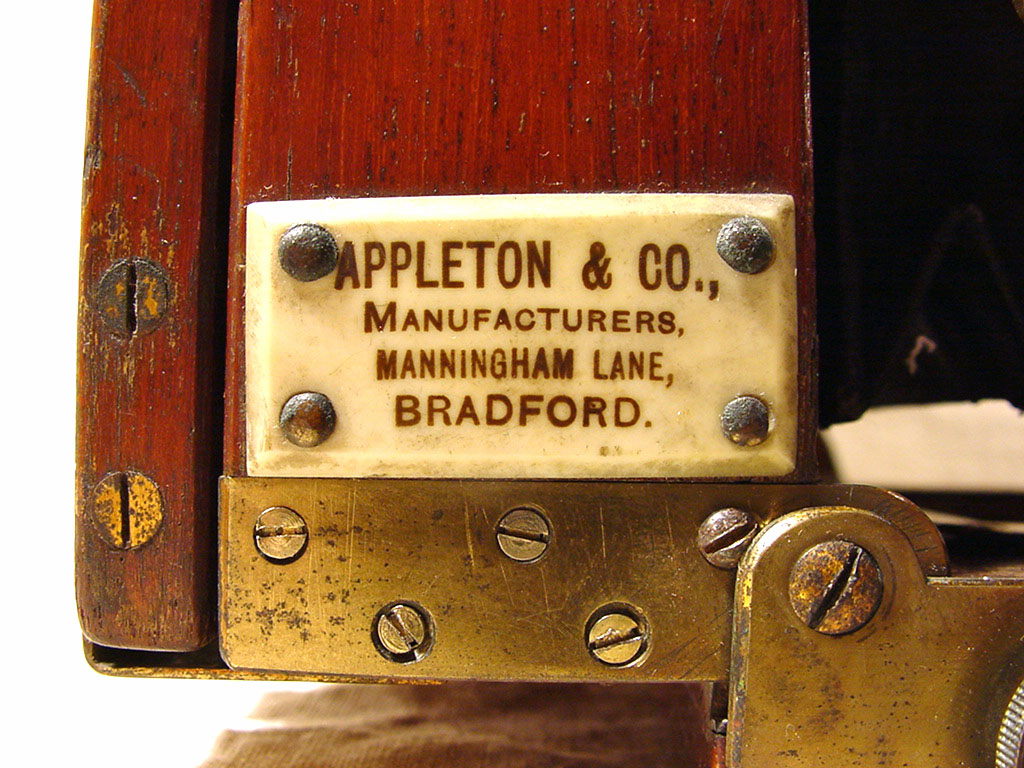 APPLETON & CO.,
MANUFACTURERS,
MANNINGHAM LANE,
BRADFORD.